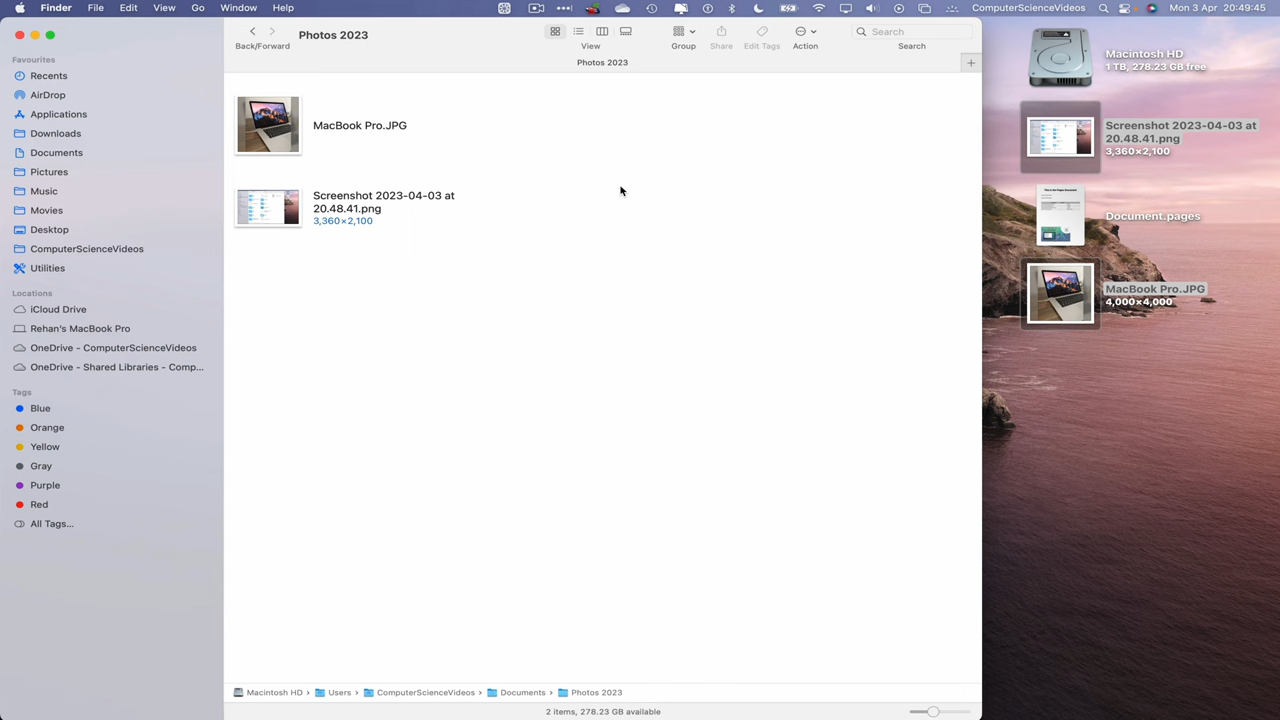 Finder File Edit View Go Window Help ComputerScienceVideos Mon 3 Apr 20:49:45
Photos 2023
Back/Forward View Group Share Edit Tags Action Search
Search
Photos 2023
Favourites
Recents
AirDrop
Applications
Downloads
Documents
Pictures
Music
Movies
Desktop
ComputerScienceVideos
Utilities
Locations
iCloud Drive
Rehan's MacBook Pro
OneDrive - ComputerScienceVideos
OneDrive - Shared Libraries - Comp...
Tags
Blue
Orange
Yellow
Gray
Purple
Red
All Tags...
MacBook Pro.JPG
Screenshot 2023-04-03 at
20.48.41.png
3,360×2,100
Macintosh HD › Users › ComputerScienceVideos › Documents › Photos 2023
2 items, 278.23 GB available
Macintosh HD
1 TB, 278.23 GB free
Screenshot 2023-04-03 at
20.48.41.png
3,360×2,100
Document.pages
MacBook Pro.JPG
4,000×4,000